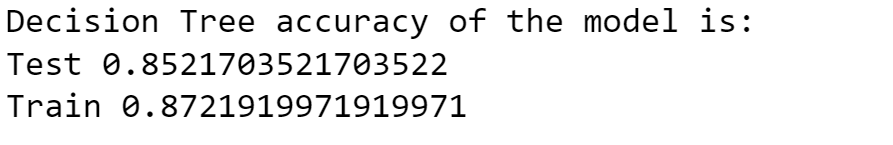 Decision Tree accuracy of the model is:
Test 0.8521703521703522
Train 0.8721919971919971